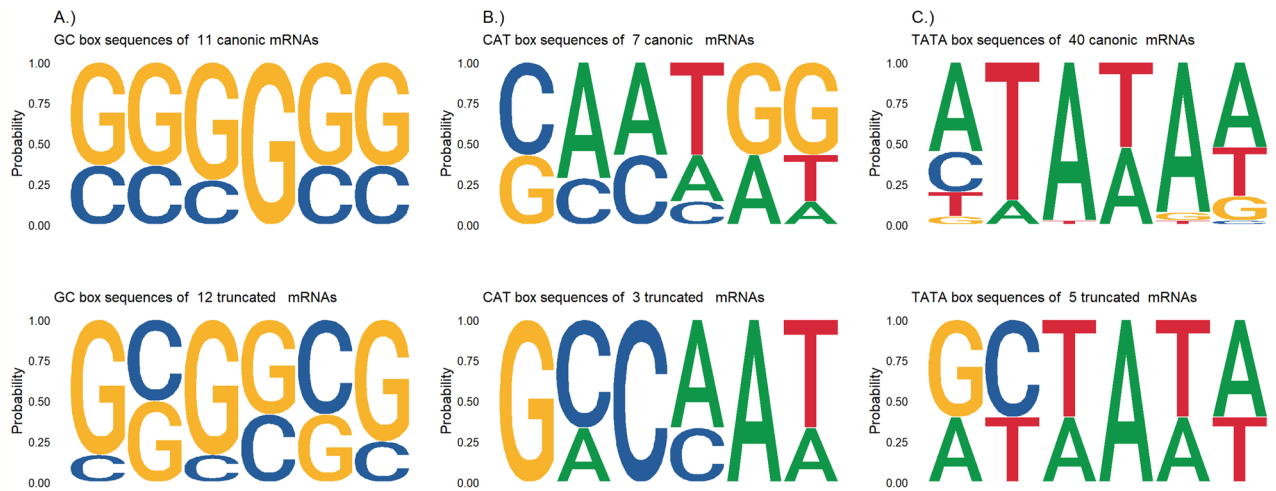 A.)
GC box sequences of 11 canonic mRNAs
Probability
1.00
0.75
0.50
0.25
0.00
G G G G G G
C C C C C
B.)
CAT box sequences of 7 canonic mRNAs
Probability
1.00
0.75
0.50
0.25
0.00
C A A T G G
G C C A A T
C A
C.)
TATA box sequences of 40 canonic mRNAs
Probability
1.00
0.75
0.50
0.25
0.00
A T A T A A
C A T A G T
T T G
G C
GC box sequences of 12 truncated mRNAs
Probability
1.00
0.75
0.50
0.25
0.00
G C G G C G
C G C C G C
CAT box sequences of 3 truncated mRNAs
Probability
1.00
0.75
0.50
0.25
0.00
G C C A A T
A C A
TATA box sequences of 5 truncated mRNAs
Probability
1.00
0.75
0.50
0.25
0.00
G C T A T A
A T A A T